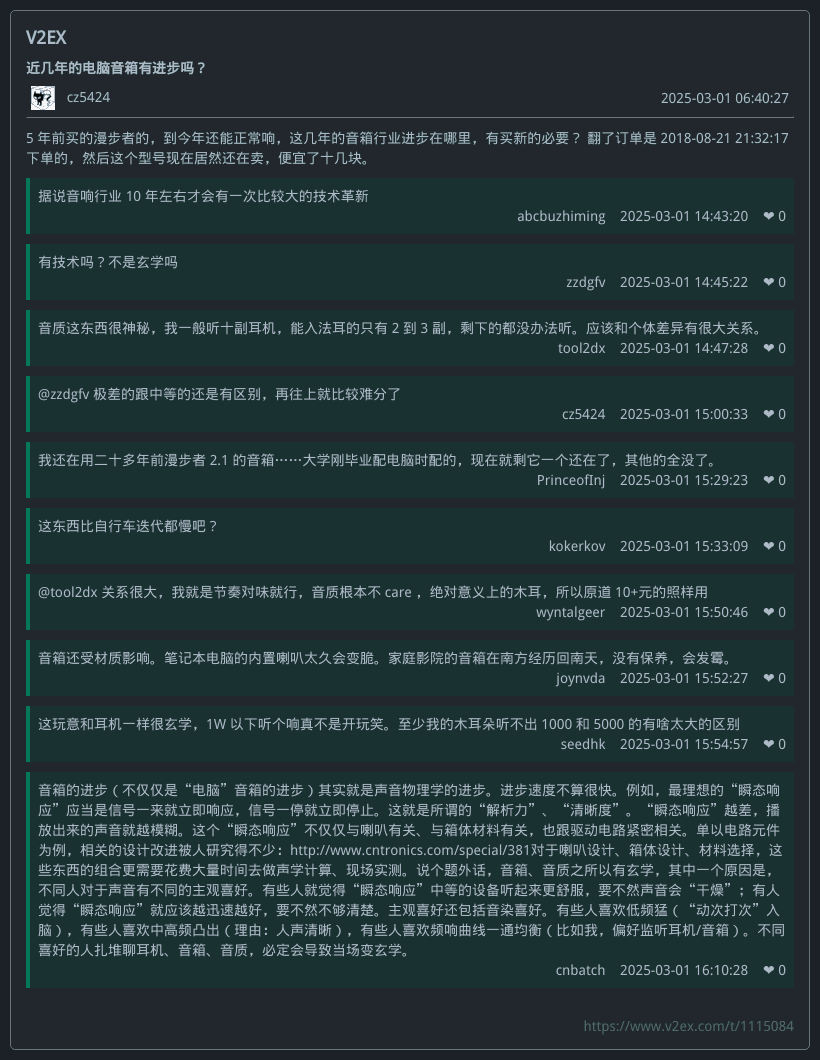 V2EX
近几年的电脑音箱有进步吗？
cz5424
2025-03-01 06:40:27
5 年前买的漫步者的，到今年还能正常响，这几年的音箱行业进步在哪里，有买新的必要？ 翻了订单是 2018-08-21 21:32:17
下单的，然后这个型号现在居然还在卖，便宜了十几块。
据说音响行业 10 年左右才会有一次比较大的技术革新
abcbuzhiming 2025-03-01 14:43:20 ❤ 0
有技术吗？不是玄学吗
zzdgfv 2025-03-01 14:45:22 ❤ 0
音质这东西很神秘，我一般听十副耳机，能入法耳的只有 2 到 3 副，剩下的都没办法听。应该和个体差异有很大关系。
tool2dx 2025-03-01 14:47:28 ❤ 0
@zzdgfv 极差的跟中等的还是有区别，再往上就比较难分了
cz5424 2025-03-01 15:00:33 ❤ 0
我还在用二十多年前漫步者 2.1 的音箱……大学刚毕业配电脑时配的，现在就剩它一个还在了，其他的全没了。
PrinceofInj 2025-03-01 15:29:23 ❤ 0
这东西比自行车迭代都慢吧？
kokerkov 2025-03-01 15:33:09 ❤ 0
@tool2dx 关系很大，我就是节奏对味就行，音质根本不 care ，绝对意义上的木耳，所以原道 10+元的照样用
wyntalgeer 2025-03-01 15:50:46 ❤ 0
音箱还受材质影响。笔记本电脑的内置喇叭太久会变脆。家庭影院的音箱在南方经历回南天，没有保养，会发霉。
joynvda 2025-03-01 15:52:27 ❤ 0
这玩意和耳机一样很玄学，1W 以下听个响真不是开玩笑。至少我的木耳朵听不出 1000 和 5000 的有啥太大的区别
seedhk 2025-03-01 15:54:57 ❤ 0
音箱的进步（不仅仅是“电脑”音箱的进步）其实就是声音物理学的进步。进步速度不算很快。例如，最理想的“瞬态响
应”应当是信号一来就立即响应，信号一停就立即停止。这就是所谓的“解析力”、“清晰度”。“瞬态响应”越差，播
放出来的声音就越模糊。这个“瞬态响应”不仅仅与喇叭有关、与箱体材料有关，也跟驱动电路紧密相关。单以电路元件
为例，相关的设计改进被人研究得不少：http://www.cntronics.com/special/381对于喇叭设计、箱体设计、材料选择，这
些东西的组合更需要花费大量时间去做声学计算、现场实测。说个题外话，音箱、音质之所以有玄学，其中一个原因是，
不同人对于声音有不同的主观喜好。有些人就觉得“瞬态响应”中等的设备听起来更舒服，要不然声音会“干燥”；有人
觉得“瞬态响应”就应该越迅速越好，要不然不够清楚。主观喜好还包括音染喜好。有些人喜欢低频猛（“动次打次”入
脑），有些人喜欢中高频凸出（理由：人声清晰），有些人喜欢频响曲线一通均衡（比如我，偏好监听耳机/音箱）。不同
喜好的人扎堆聊耳机、音箱、音质，必定会导致当场变玄学。
cnbatch 2025-03-01 16:10:28 ❤ 0
https://www.v2ex.com/t/1115084